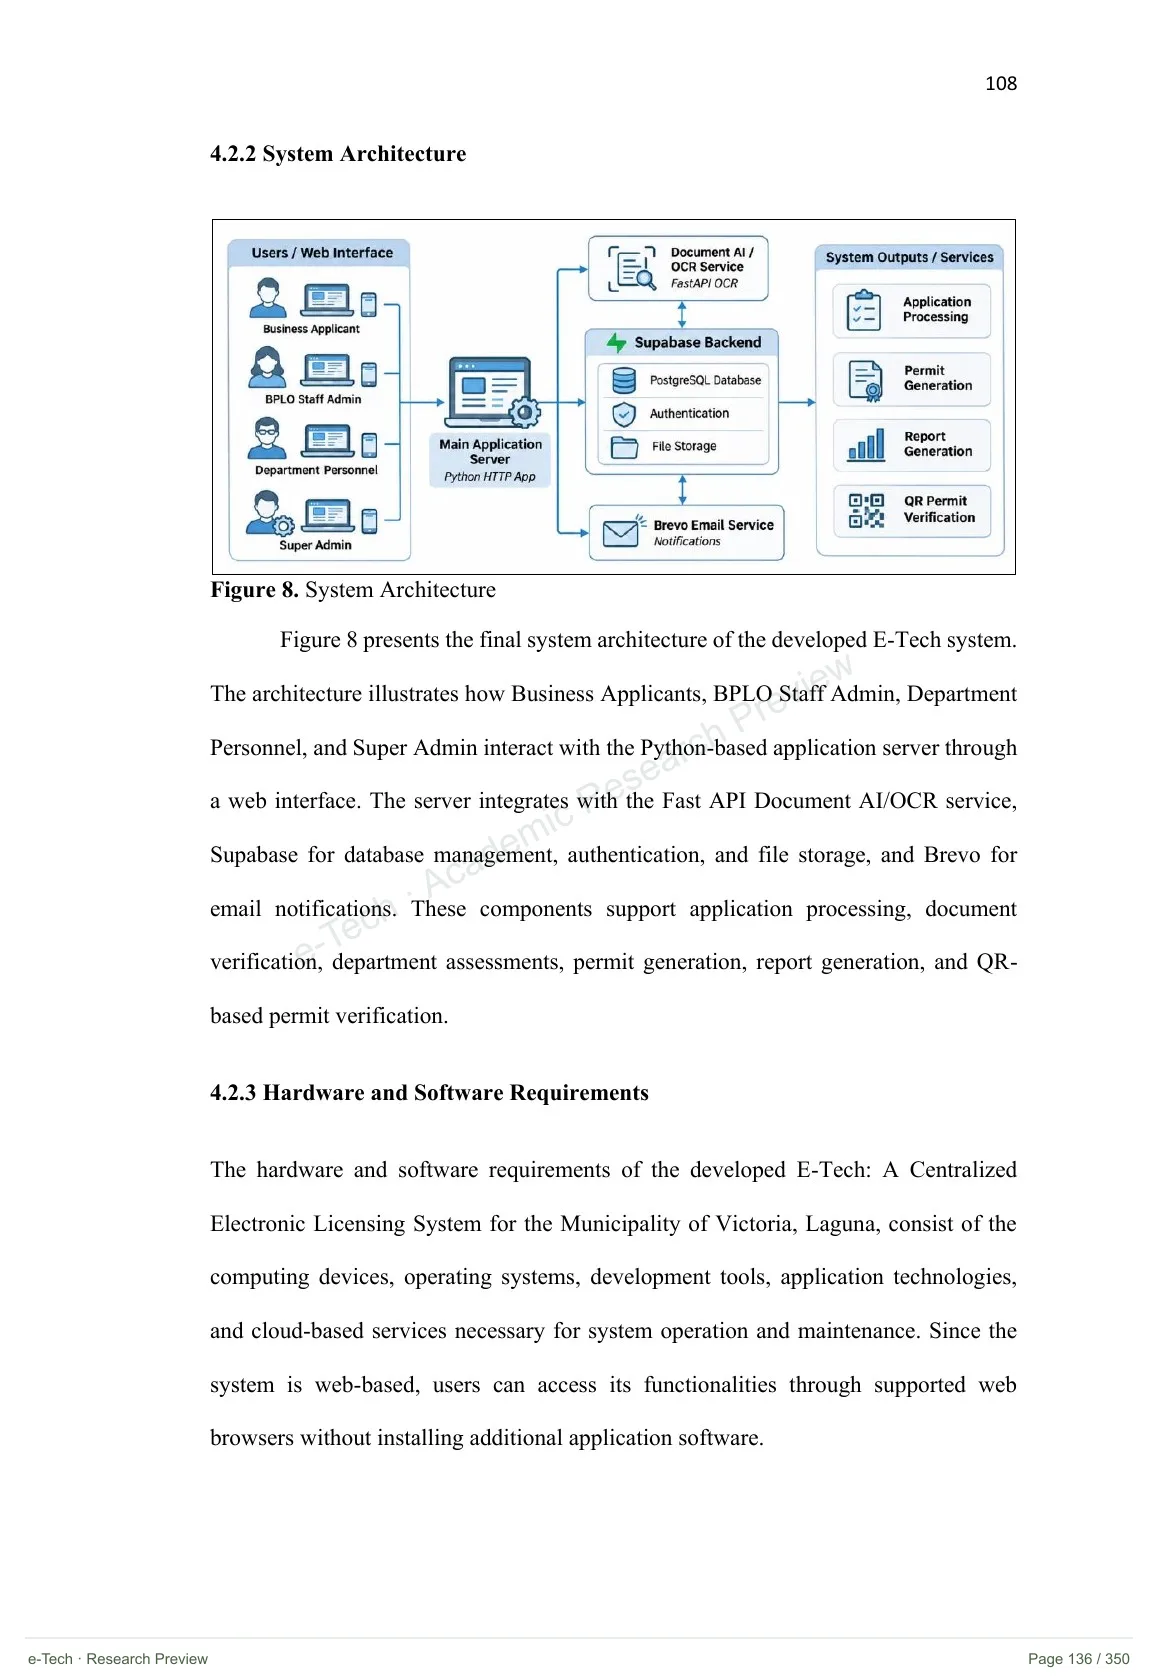 108
4.2.2 System Architecture
Users / Web Interface
Business Applicant
BPLO Staff Admin
Department Personnel
Super Admin
Main Application
Server
Python HTTP App
Document AI /
OCR Service
FastAPI OCR
Supabase Backend
PostgreSQL Database
Authentication
File Storage
Brevo Email Service
Notifications
System Outputs / Services
Application
Processing
Permit
Generation
Report
Generation
QR Permit
Verification
Figure 8. System Architecture
Figure 8 presents the final system architecture of the developed E-Tech system.
The architecture illustrates how Business Applicants, BPLO Staff Admin, Department
Personnel, and Super Admin interact with the Python-based application server through
a web interface. The server integrates with the Fast API Document AI/OCR service,
Supabase for database management, authentication, and file storage, and Brevo for
email notifications. These components support application processing, document
verification, department assessments, permit generation, report generation, and QR-
based permit verification.
e-Tech · Academic Research Preview
4.2.3 Hardware and Software Requirements
The hardware and software requirements of the developed E-Tech: A Centralized
Electronic Licensing System for the Municipality of Victoria, Laguna, consist of the
computing devices, operating systems, development tools, application technologies,
and cloud-based services necessary for system operation and maintenance. Since the
system is web-based, users can access its functionalities through supported web
browsers without installing additional application software.
e-Tech · Research Preview
Page 136 / 350